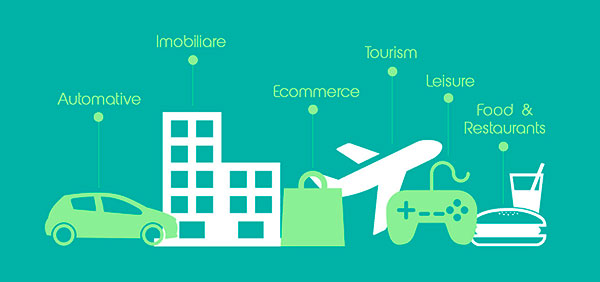 Automative
Imobiliare
Ecommerce
Tourism
Leisure
Food &
Restaurants